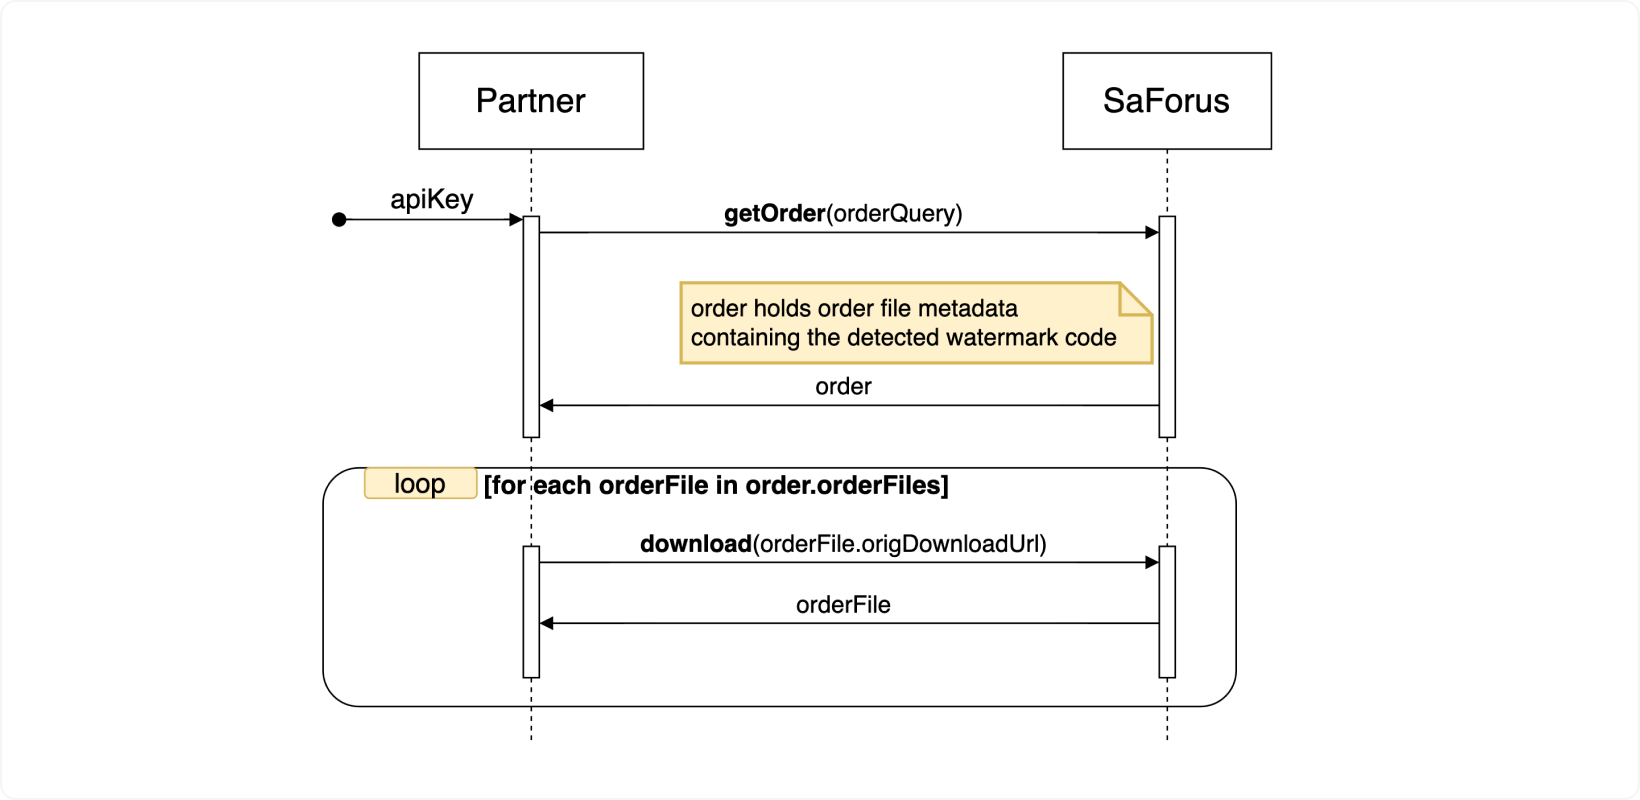 Partner
SaForus
apiKey
getOrder(orderQuery)
order holds order file metadata
containing the detected watermark code
order
loop
[for each orderFile in order.orderFiles]
download(orderFile.origDownloadUrl)
orderFile